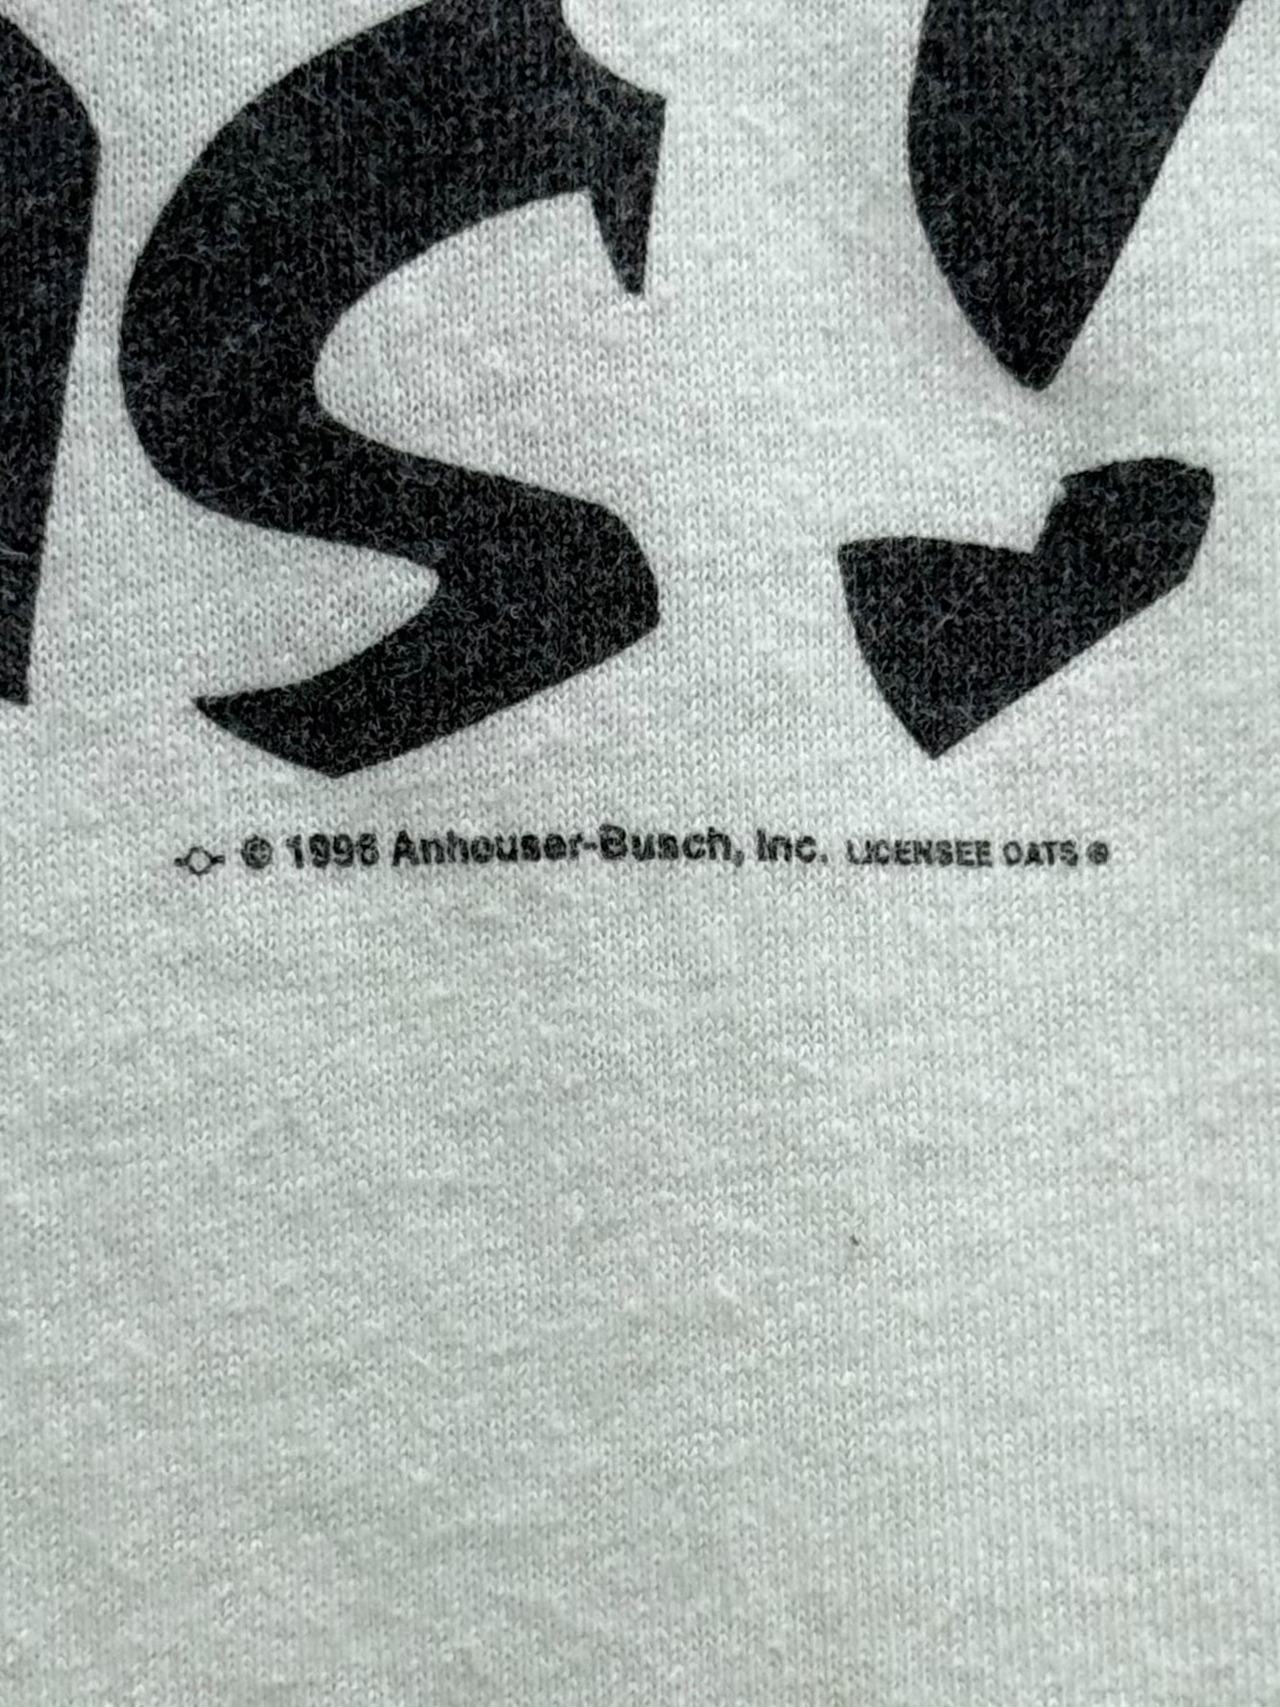 s!
© 1996 Anhouser-Busch, Inc. LICENSEE OATS ®